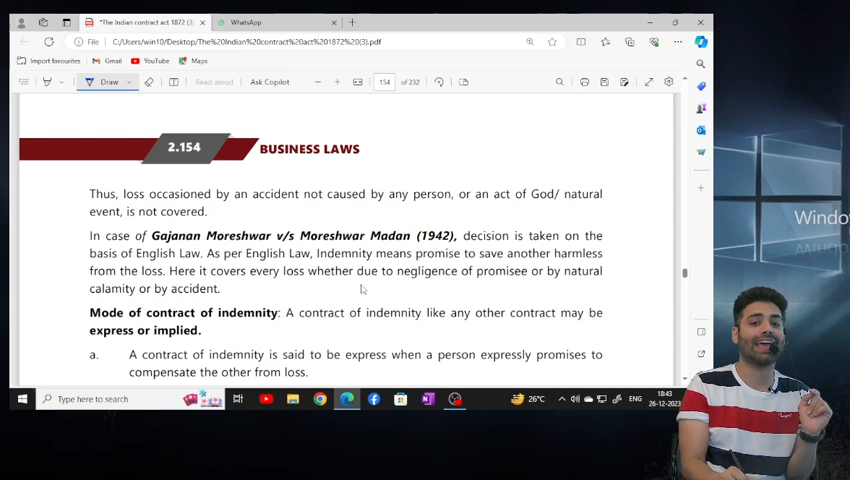 *The Indian contract act 1872 (3).
WhatsApp
File
C:/Users/win10/Desktop/The%20Indian%20contract%20act%201872%20(3).pdf
Import favourites
Gmail
YouTube
Maps
Draw
Read aloud
Ask Copilot
154
of 232
2.154
BUSINESS LAWS
Thus, loss occasioned by an accident not caused by any person, or an act of God/ natural
event, is not covered.
In case of Gajanan Moreshwar v/s Moreshwar Madan (1942), decision is taken on the
basis of English Law. As per English Law, Indemnity means promise to save another harmless
from the loss. Here it covers every loss whether due to negligence of promisee or by natural
calamity or by accident.
Mode of contract of indemnity: A contract of indemnity like any other contract may be
express or implied.
a. A contract of indemnity is said to be express when a person expressly promises to
compensate the other from loss.
Type here to search
26°C
ENG
18:43
26-12-2023
Windo